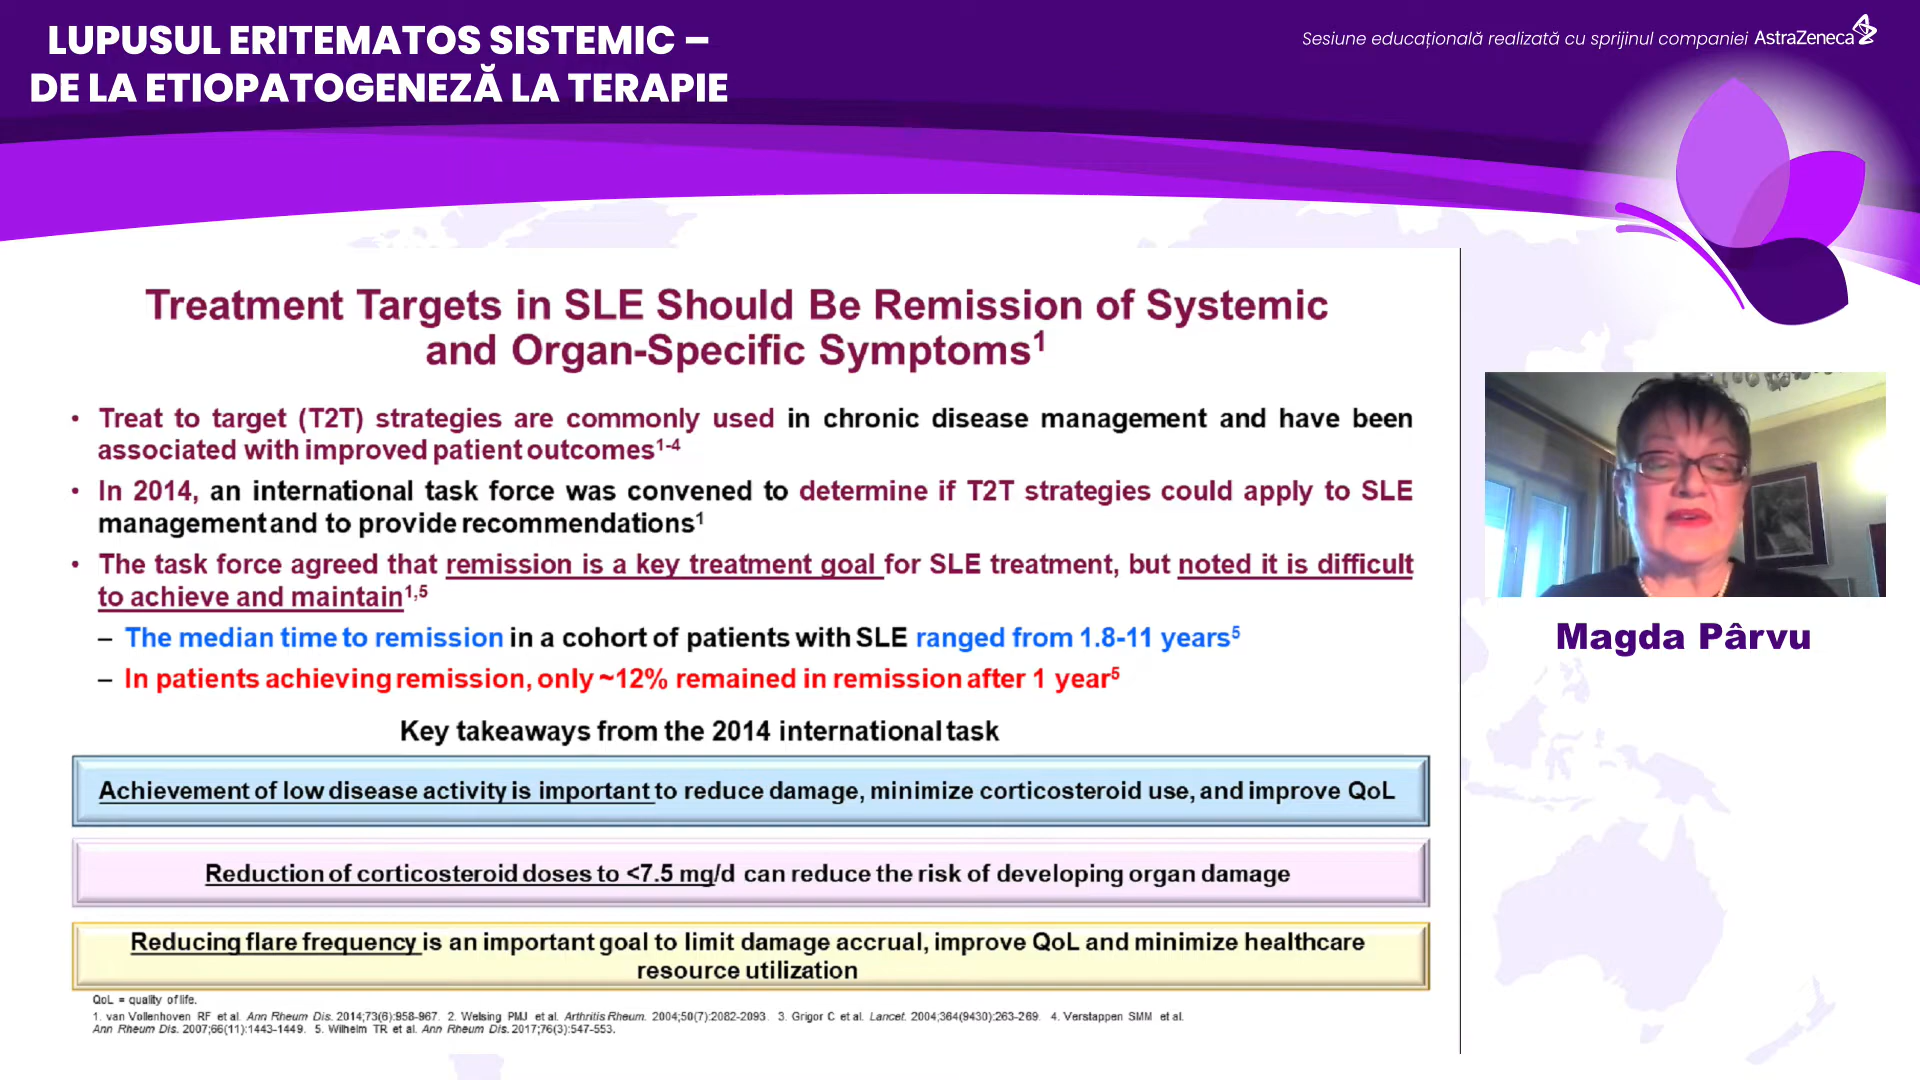 LUPUSUL ERITEMATOS SISTEMIC –
DE LA ETIOPATOGENEZĂ LA TERAPIE
Sesiune educațională realizată cu sprijinul companiei AstraZeneca
Treatment Targets in SLE Should Be Remission of Systemic
and Organ-Specific Symptoms1
• Treat to target (T2T) strategies are commonly used in chronic disease management and have been
associated with improved patient outcomes1-4
• In 2014, an international task force was convened to determine if T2T strategies could apply to SLE
management and to provide recommendations1
• The task force agreed that remission is a key treatment goal for SLE treatment, but noted it is difficult
to achieve and maintain1,5
– The median time to remission in a cohort of patients with SLE ranged from 1.8-11 years5
– In patients achieving remission, only ~12% remained in remission after 1 year5
Key takeaways from the 2014 international task
Achievement of low disease activity is important to reduce damage, minimize corticosteroid use, and improve QoL
Reduction of corticosteroid doses to <7.5 mg/d can reduce the risk of developing organ damage
Reducing flare frequency is an important goal to limit damage accrual, improve QoL and minimize healthcare
resource utilization
QoL = quality of life.
1. van Vollenhoven RF et al. Ann Rheum Dis. 2014;73(6):958-967. 2. Welsing PMJ et al. Arthritis Rheum. 2004;50(7):2082-2093. 3. Grigor C et al. Lancet. 2004;364(9430):263-269. 4. Verstappen SMM et al.
Ann Rheum Dis. 2007;66(11):1443-1449. 5. Wilhelm TR et al. Ann Rheum Dis. 2017;76(3):547-553.
Magda Pârvu